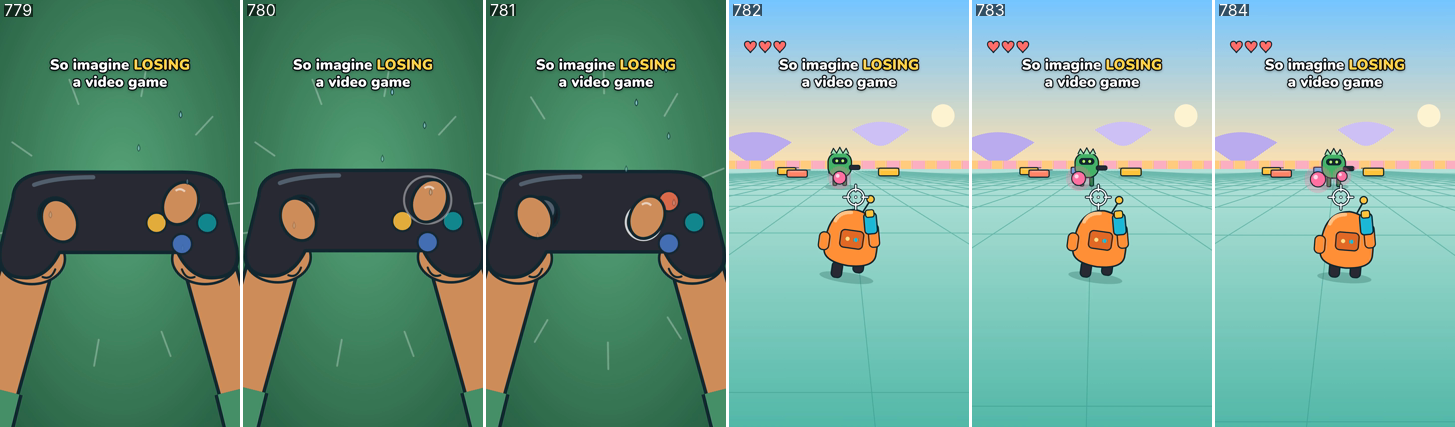 779
So imagine LOSING
a video game
780
So imagine LOSING
a video game
781
So imagine LOSING
a video game
782
So imagine LOSING
a video game
783
So imagine LOSING
a video game
784
So imagine LOSING
a video game